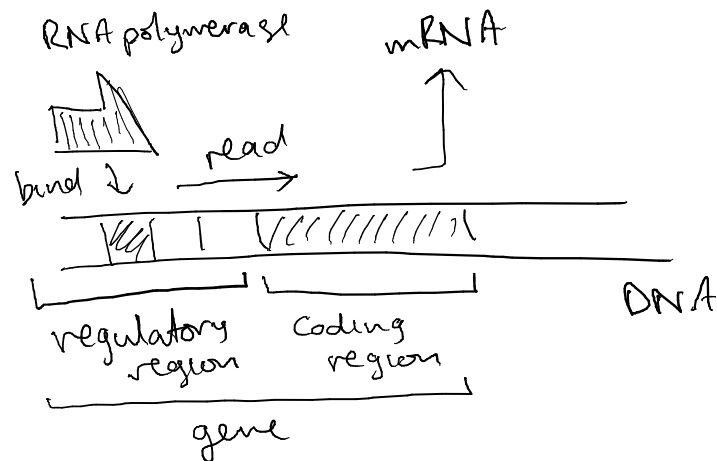 RNA polymerase
mRNA
read
bind
DNA
regulatory
region
coding
region
gene